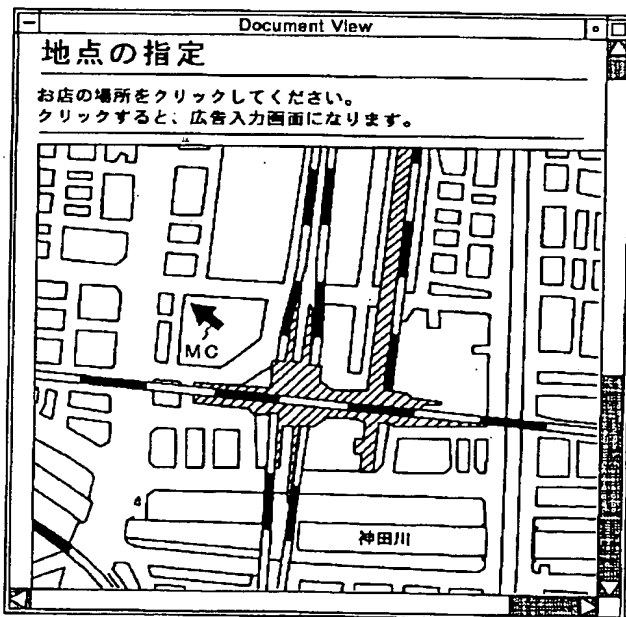 Document View
地点の指定
お店の場所をクリックしてください。
クリックすると、広告入力画面になります。
MC
神田川